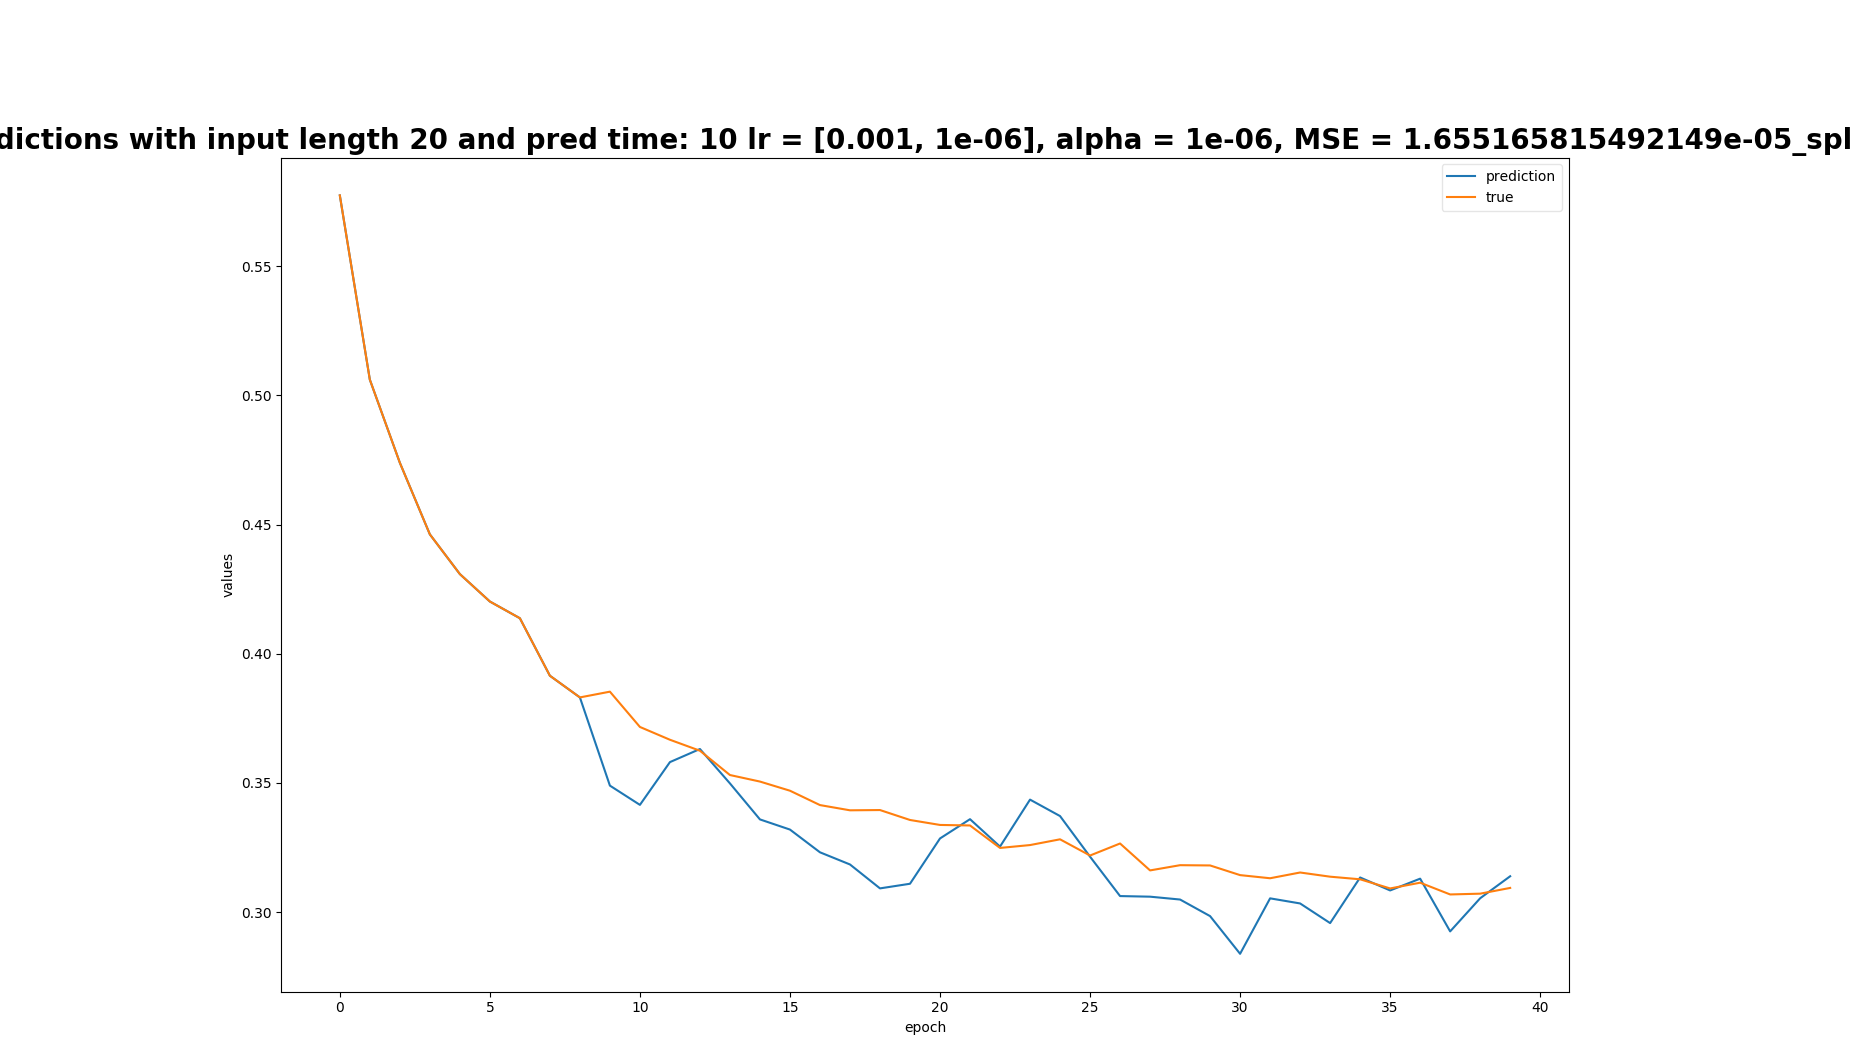 dictions with input length 20 and pred time: 10 lr = [0.001, 1e-06], alpha = 1e-06, MSE = 1.655165815492149e-05_spl
prediction
true
0.55
0.50
0.45
0.40
0.35
0.30
values
0 5 10 15 20 25 30 35 40
epoch